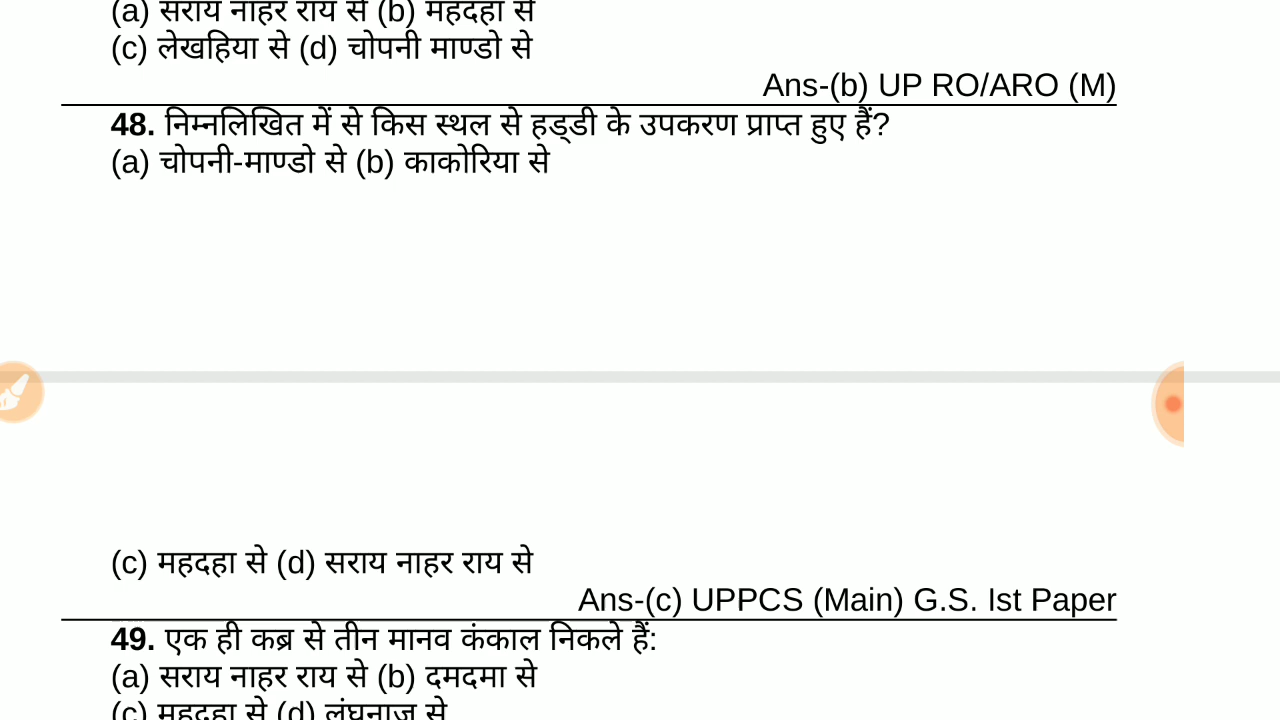 (a) सराय नाहर राय से (b) महदहा से
(c) लेखहिया से (d) चोपनी माण्डो से
Ans-(b) UP RO/ARO (M)
48. निम्नलिखित में से किस स्थल से हड्डी के उपकरण प्राप्त हुए हैं?
(a) चोपनी-माण्डो से (b) काकोरिया से
(c) महदहा से (d) सराय नाहर राय से
Ans-(c) UPPCS (Main) G.S. Ist Paper
49. एक ही कब्र से तीन मानव कंकाल निकले हैं:
(a) सराय नाहर राय से (b) दमदमा से
(c) महदहा से (d) लंघनाज से